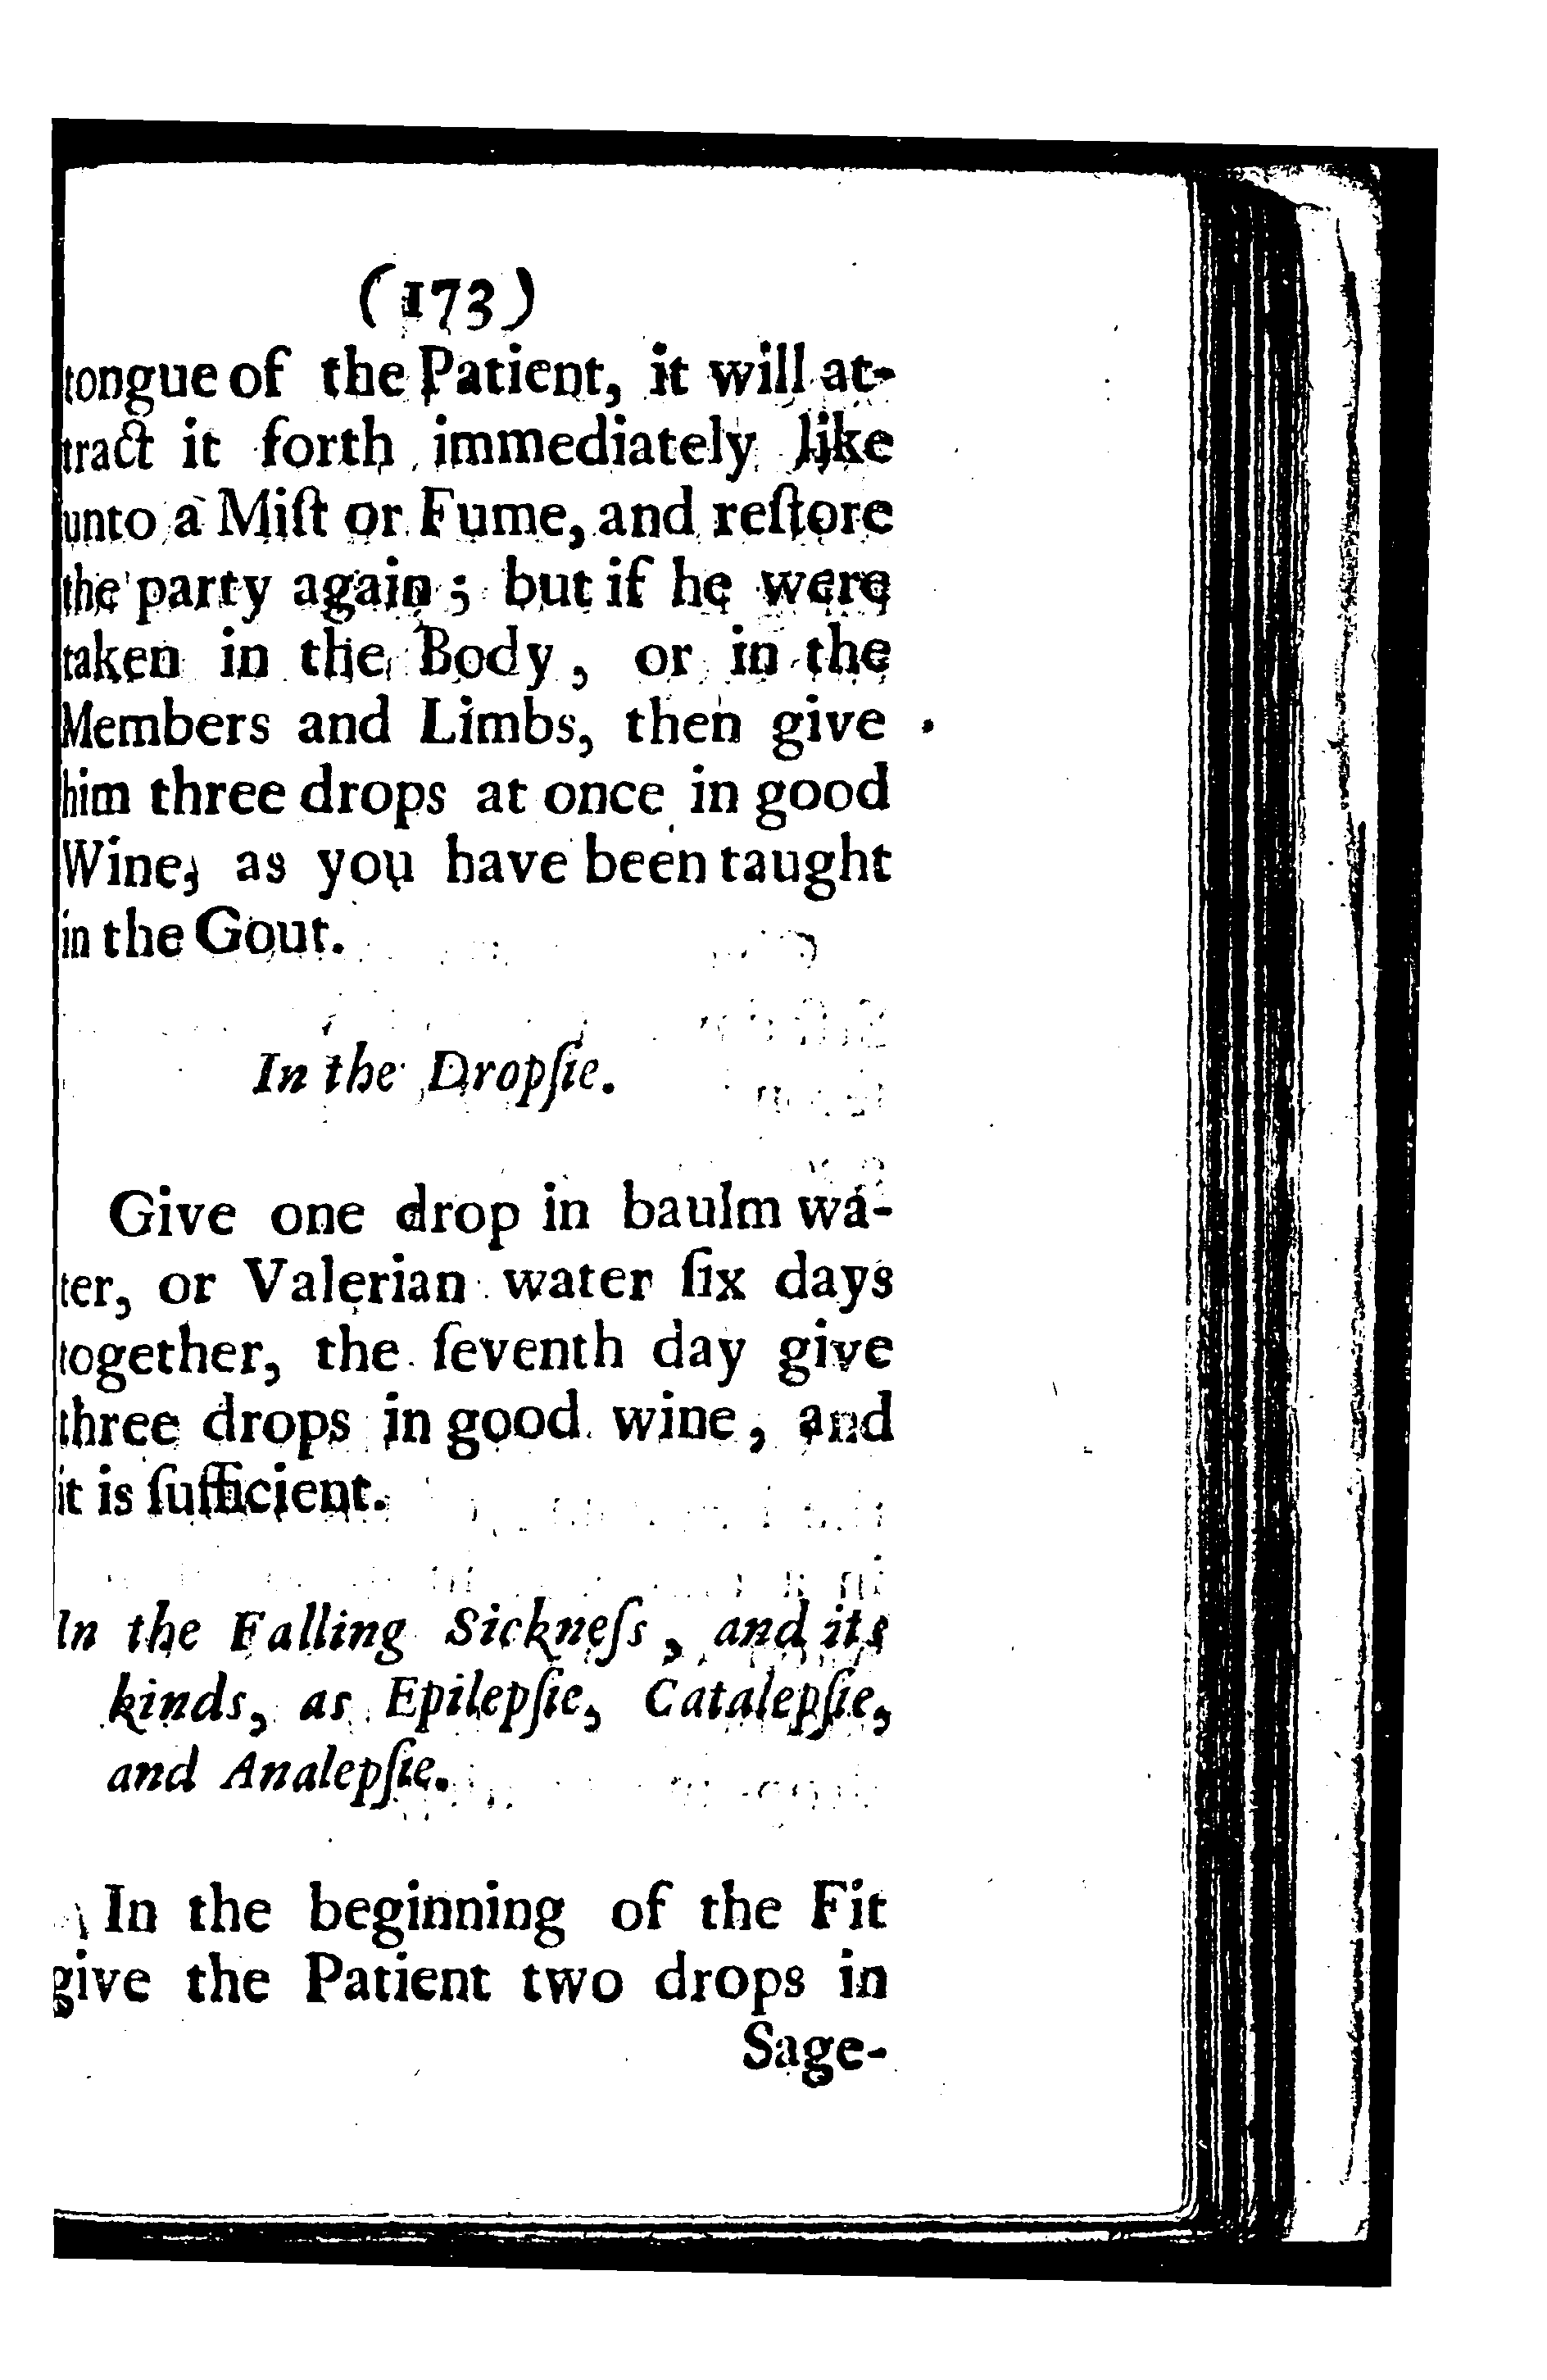 (173)
tongue of the Patient, it will at-
tract it forth immediately like
unto a Miſt or Fume, and reſtore
the party again; but if he were
taken in the Body, or in the
Members and Limbs, then give
him three drops at once in good
Wine, as you have been taught
in the Gout.
In the Dropſie.
Give one drop in baulm wa-
ter, or Valerian water ſix days
together, the ſeventh day give
three drops in good wine, and
it is ſufficient.
In the Falling Sickneſs, and its
kinds, as Epilepſie, Catalepſie,
and Analepſie.
In the beginning of the Fit
give the Patient two drops in
Sage-